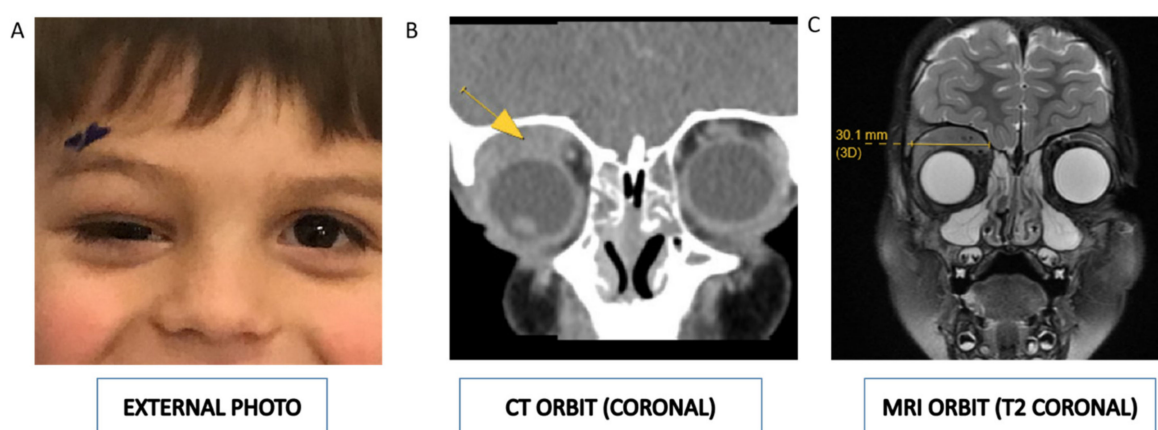 A
B
C
30.1 mm
(3D)
EXTERNAL PHOTO
CT ORBIT (CORONAL)
MRI ORBIT (T2 CORONAL)